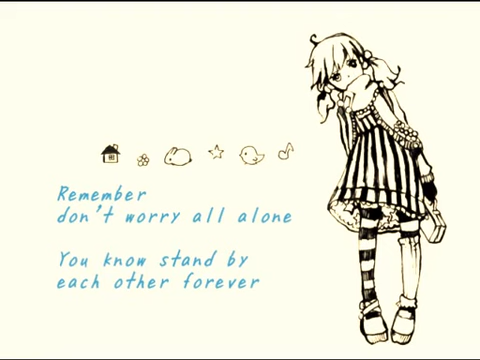 Remember
don't worry all alone
You know stand by
each other forever